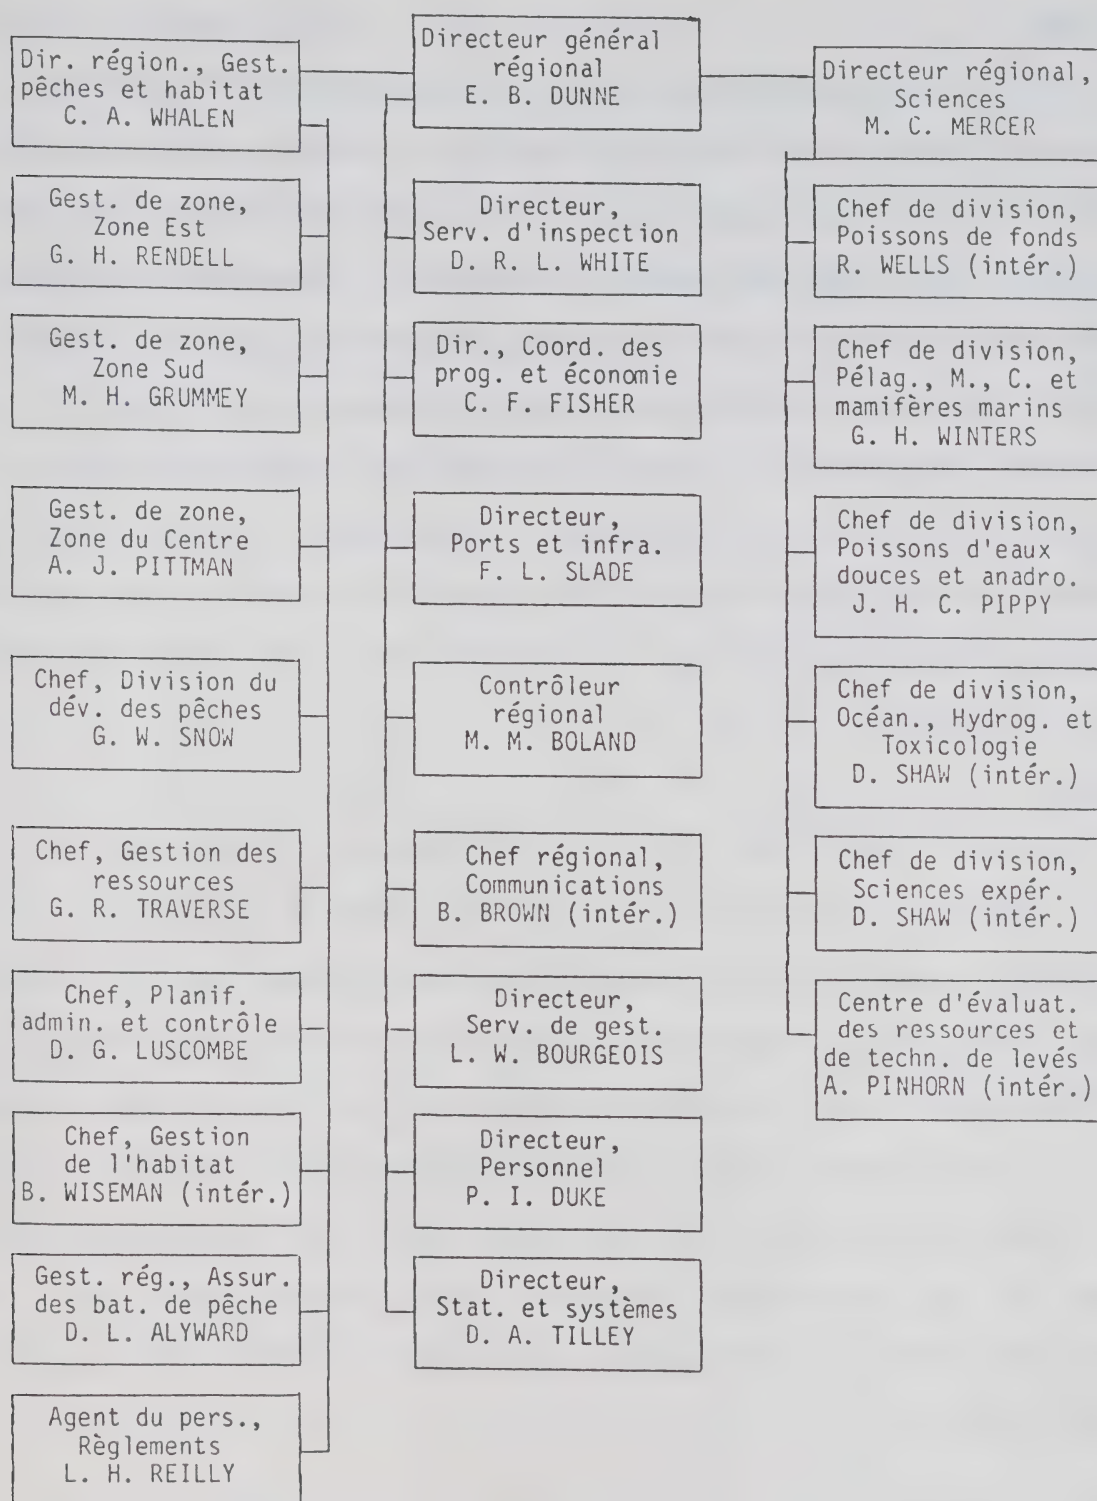 Dir. région., Gest.
pêches et habitat
C. A. WHALEN
Gest. de zone,
Zone Est
G. H. RENDELL
Gest. de zone,
Zone Sud
M. H. GRUMMEY
Gest. de zone,
Zone du Centre
A. J. PITTMAN
Chef, Division du
dév. des pêches
G. W. SNOW
Chef, Gestion des
ressources
G. R. TRAVERSE
Chef, Planif.
admin. et contrôle
D. G. LUSCOMBE
Chef, Gestion
de l'habitat
B. WISEMAN (intér.)
Gest. rég., Assur.
des bat. de pêche
D. L. ALYWARD
Agent du pers.,
Règlements
L. H. REILLY
Directeur général
régional
E. B. DUNNE
Directeur,
Serv. d'inspection
D. R. L. WHITE
Dir., Coord. des
prog. et économie
C. F. FISHER
Directeur,
Ports et infra.
F. L. SLADE
Contrôleur
régional
M. M. BOLAND
Chef régional,
Communications
B. BROWN (intér.)
Directeur,
Serv. de gest.
L. W. BOURGEOIS
Directeur,
Personnel
P. I. DUKE
Directeur,
Stat. et systèmes
D. A. TILLEY
Directeur régional,
Sciences
M. C. MERCER
Chef de division,
Poissons de fonds
R. WELLS (intér.)
Chef de division,
Pélag., M., C. et
mamifères marins
G. H. WINTERS
Chef de division,
Poissons d'eaux
douces et anadro.
J. H. C. PIPPY
Chef de division,
Océan., Hydrog. et
Toxicologie
D. SHAW (intér.)
Chef de division,
Sciences expér.
D. SHAW (intér.)
Centre d'évaluat.
des ressources et
de techn. de levés
A. PINHORN (intér.)